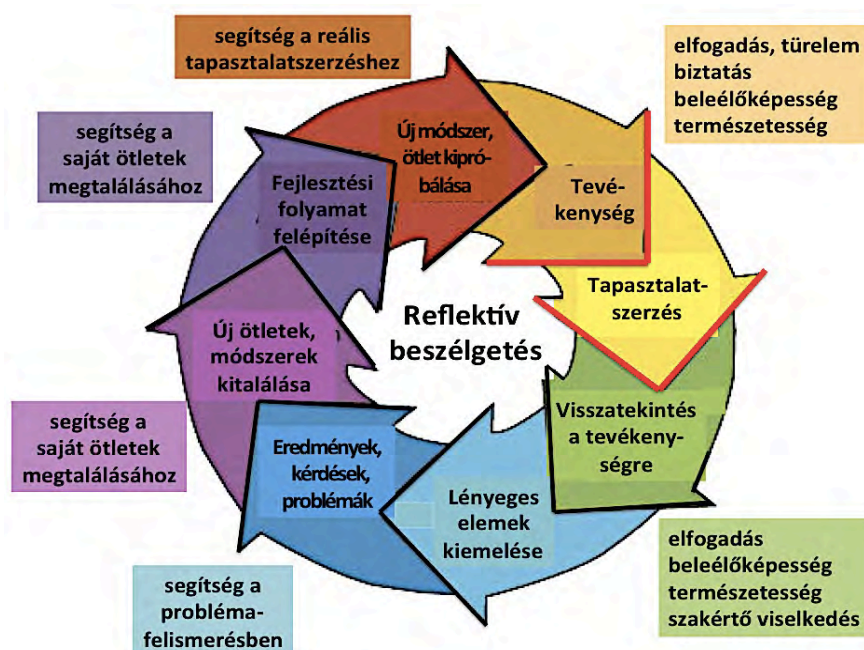 segítség a reális
tapasztalatszerzéshez
elfogadás, türelem
biztatás
beleélőképesség
természetesség
segítség a
saját ötletek
megtalálásához
Új módszer,
ötlet kipró-
bálása
Tevé-
kenység
Fejlesztési
folyamat
felépítése
Tapasztalat-
szerzés
Reflektív
beszélgetés
Új ötletek,
módszerek
kitalálása
Visszatekintés
a tevékeny-
ségre
segítség a
saját ötletek
megtalálásához
Eredmények,
kérdések,
problémák
Lényeges
elemek
kiemelése
elfogadás
beleélőképesség
természetesség
szakértő viselkedés
segítség a
probléma-
felismerésben